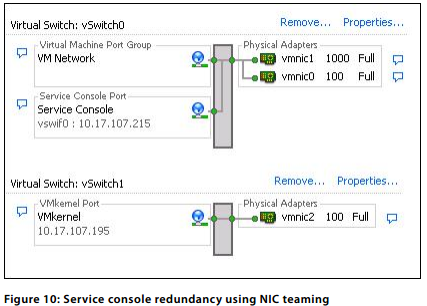 Virtual Switch: vSwitch0 Remove... Properties...
Virtual Machine Port Group Physical Adapters
VM Network vmnic1 1000 Full
vmnic0 100 Full
Service Console Port
Service Console
vswif0 : 10.17.107.215
Virtual Switch: vSwitch1 Remove... Properties...
VMkernel Port Physical Adapters
VMkernel vmnic2 100 Full
10.17.107.195
Figure 10: Service console redundancy using NIC teaming